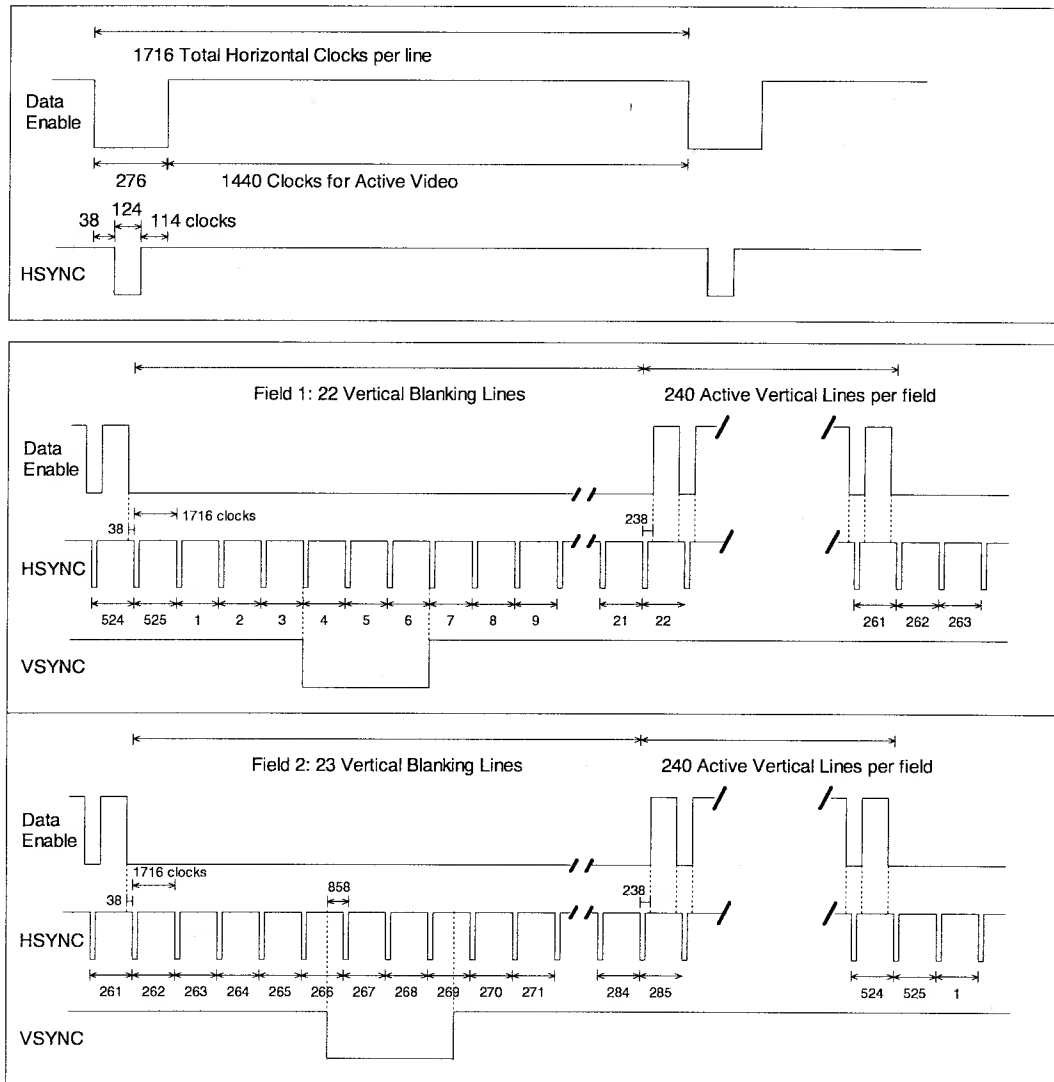 1716 Total Horizontal Clocks per line
Data Enable
276
1440 Clocks for Active Video
124
38
114 clocks
HSYNC
Field 1: 22 Vertical Blanking Lines
240 Active Vertical Lines per field
Data Enable
1716 clocks
38
238
HSYNC
524 525 1 2 3 4 5 6 7 8 9 21 22 261 262 263
VSYNC
Field 2: 23 Vertical Blanking Lines
240 Active Vertical Lines per field
Data Enable
1716 clocks
858
38
238
HSYNC
261 262 263 264 265 266 267 268 269 270 271 284 285 524 525 1
VSYNC